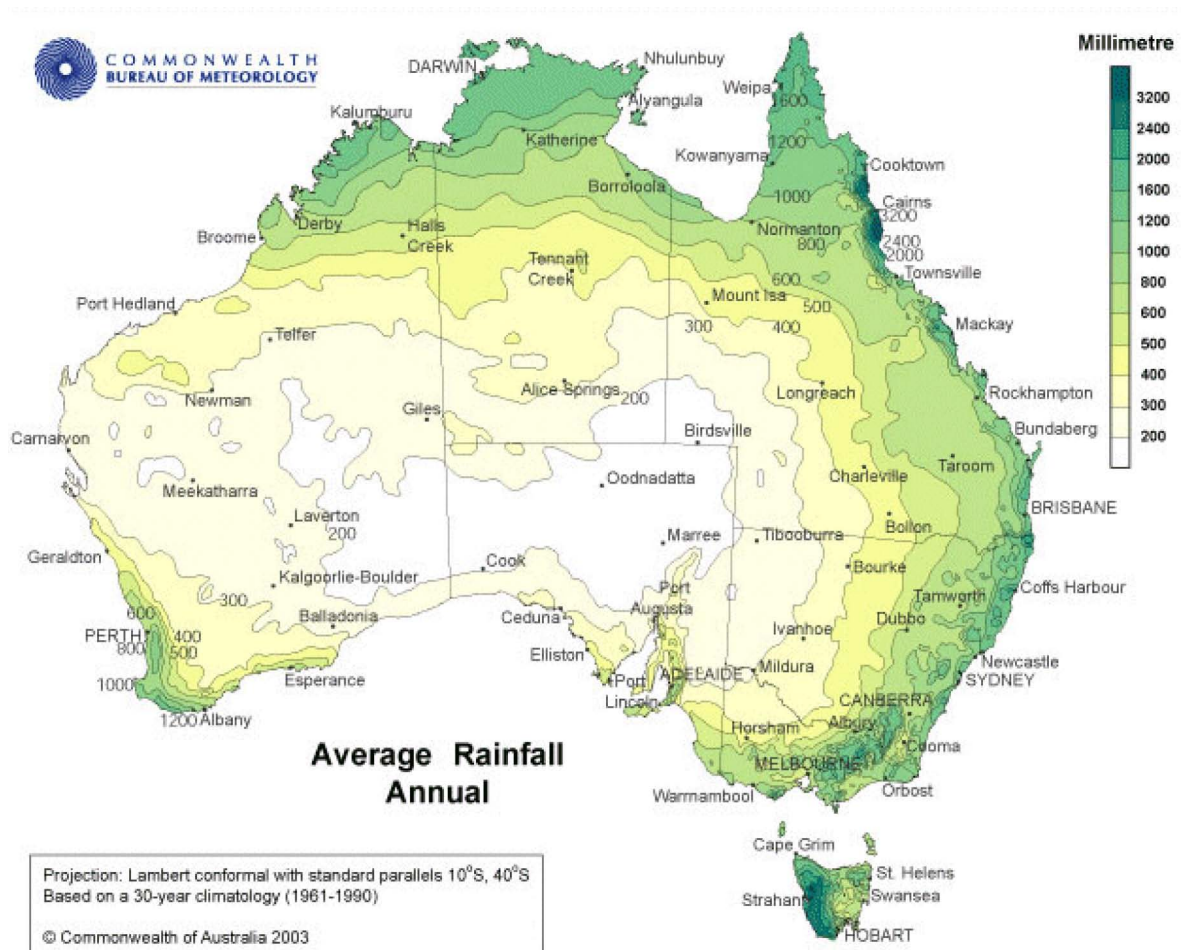 COMMONWEALTH
BUREAU OF METEOROLOGY
Millimetre
3200
2400
2000
1600
1200
1000
800
600
500
400
300
200
DARWIN
Nhulunbuy
Alyangula
Weipa
1600
Kalumburu
Katherine
1200
Kowanyama
Cooktown
Borroloola
1000
Cairns
3200
Derby
Halls
Creek
Broome
Normanton
800
2400
2000
Tennant
Creek
600
Townsville
Port Hedland
Mount Isa
500
300
400
Mackay
Telfer
Newman
Alice Springs
200
Longreach
Rockhampton
Giles
Birdsville
Bundaberg
Carnarvon
Meekatharra
Oodnadatta
Charleville
Taroom
Laverton
200
BRISBANE
Bollon
Marree
Tibooburra
Geraldton
Cook
Bourke
Kalgoorlie-Boulder
Port
Augusta
Coffs Harbour
Tamworth
300
600
Balladonia
Ceduna
Dubbo
PERTH
400
800
500
Ivanhoe
Elliston
Newcastle
1000
Esperance
Port
Lincoln
ADELAIDE
Mildura
SYDNEY
1200
Albany
CANBERRA
Horsham
Albury
Cooma
MELBOURNE
Warrnambool
Orbost
Average Rainfall
Annual
Cape Grim
St. Helens
Strahan
Swansea
HOBART
Projection: Lambert conformal with standard parallels 10°S, 40°S
Based on a 30-year climatology (1961-1990)
© Commonwealth of Australia 2003